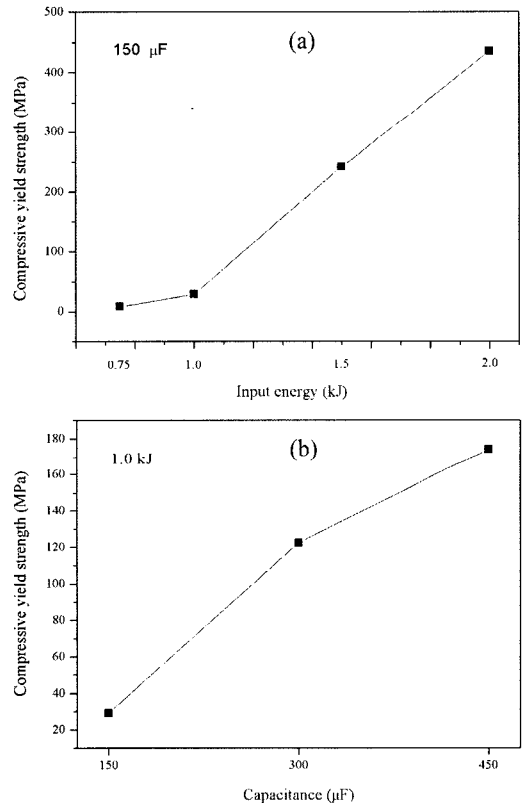 150 μF
(a)
500
400
300
200
100
0
Compressive yield strength (MPa)
0.75 1.0 1.5 2.0
Input energy (kJ)
1.0 kJ
(b)
180
160
140
120
100
80
60
40
20
Compressive yield strength (MPa)
150 300 450
Capacitance (μF)